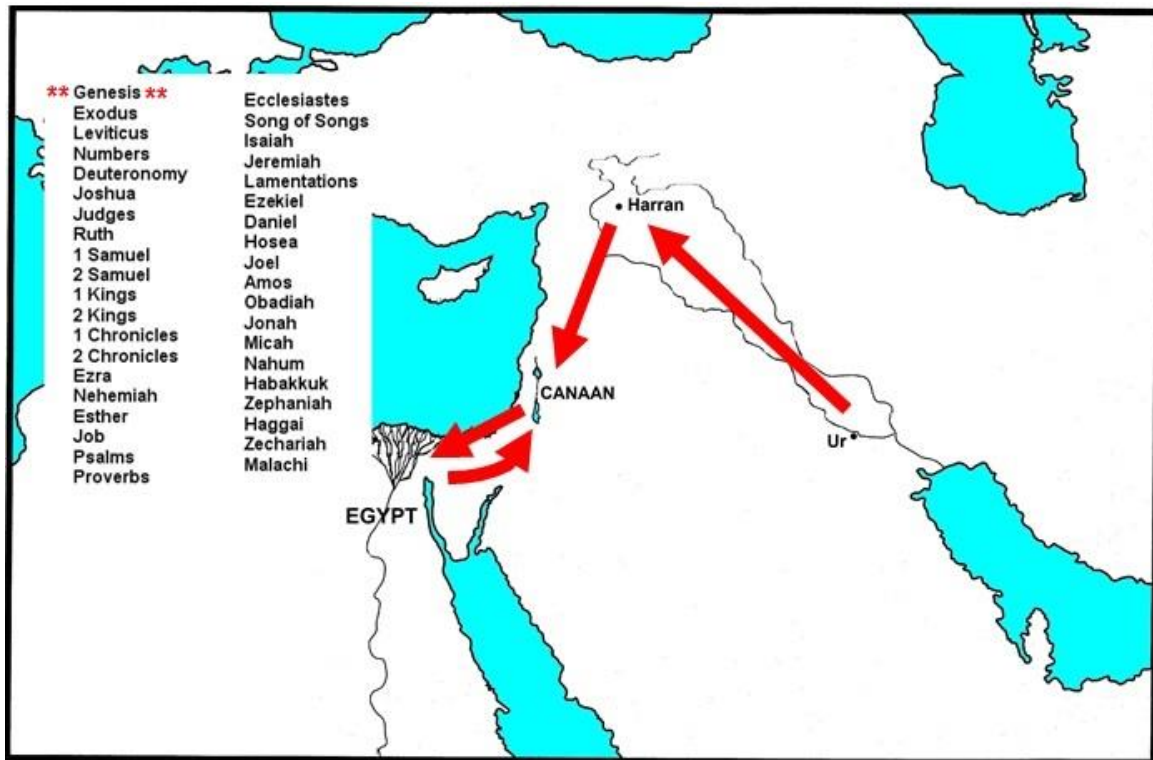 ** Genesis **
Exodus
Leviticus
Numbers
Deuteronomy
Joshua
Judges
Ruth
1 Samuel
2 Samuel
1 Kings
2 Kings
1 Chronicles
2 Chronicles
Ezra
Nehemiah
Esther
Job
Psalms
Proverbs
Ecclesiastes
Song of Songs
Isaiah
Jeremiah
Lamentations
Ezekiel
Daniel
Hosea
Joel
Amos
Obadiah
Jonah
Micah
Nahum
Habakkuk
Zephaniah
Haggai
Zechariah
Malachi
Harran
CANAAN
Ur
EGYPT